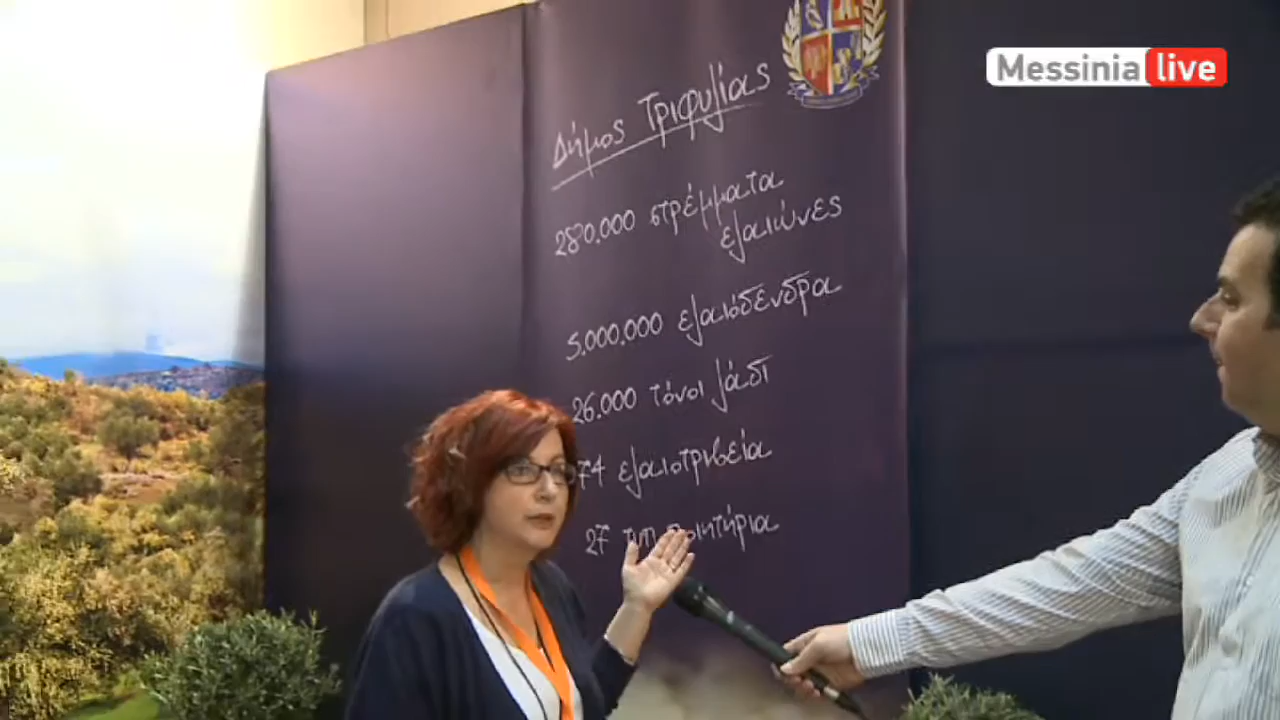 Messinia live
Δήμος Τριφυλίας
280.000 στρέμματα
ελαιώνες
5.000.000 ελαιόδενδρα
26.000 τόνοι λάδι
74 ελαιοτριβεία
27